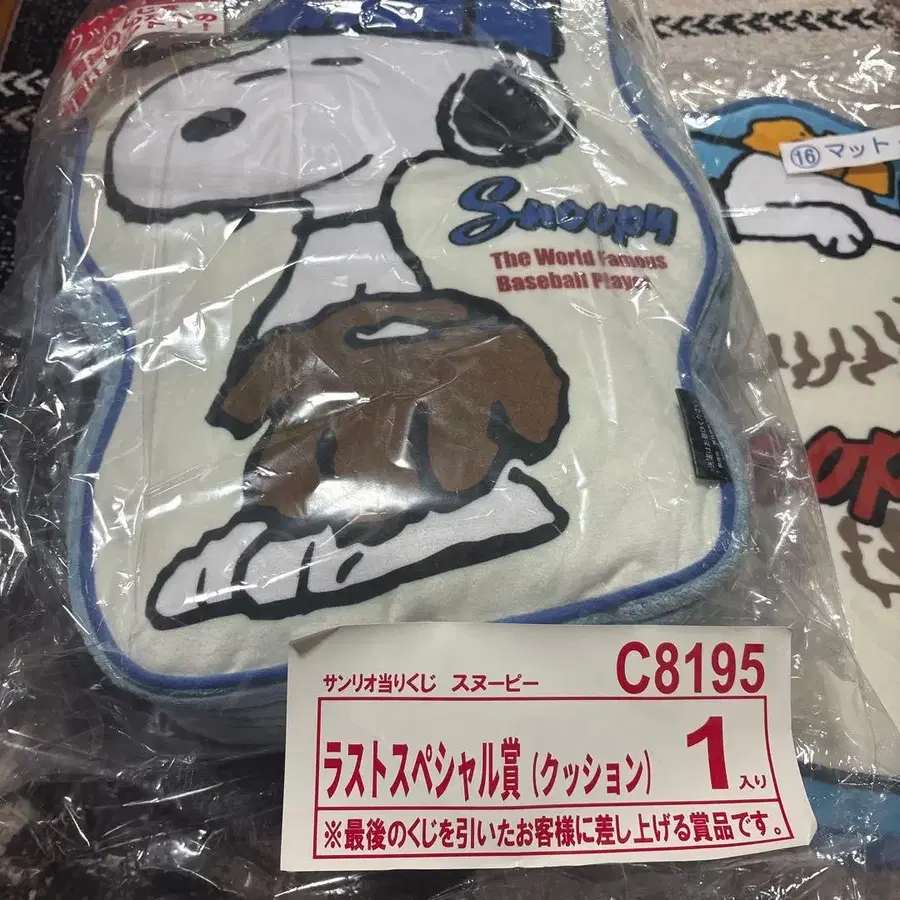 Snoopy
The World Famous
Baseball Player
⑯マット
サンリオ当りくじ スヌーピー
C8195
ラストスペシャル賞(クッション)
1入り
※最後のくじを引いたお客様に差し上げる賞品です。